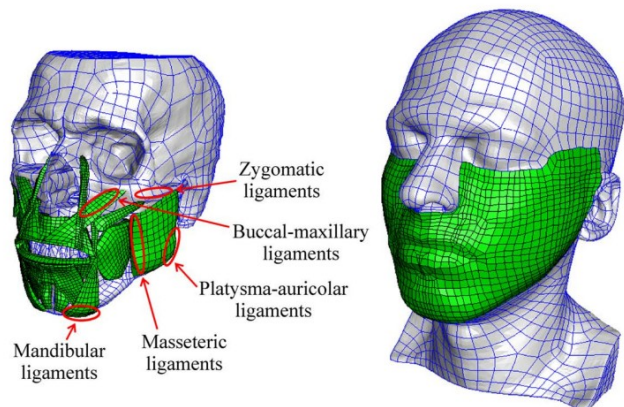 Zygomatic
ligaments
Buccal-maxillary
ligaments
Platysma-auricolar
ligaments
Masseteric
ligaments
Mandibular
ligaments